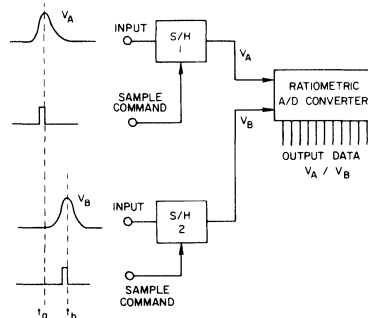 V_A
INPUT
S/H
1
V_A
SAMPLE
COMMAND
V_B
RATIOMETRIC
A/D CONVERTER
OUTPUT DATA
V_A / V_B
V_B
INPUT
S/H
2
SAMPLE
COMMAND
t_a
t_b